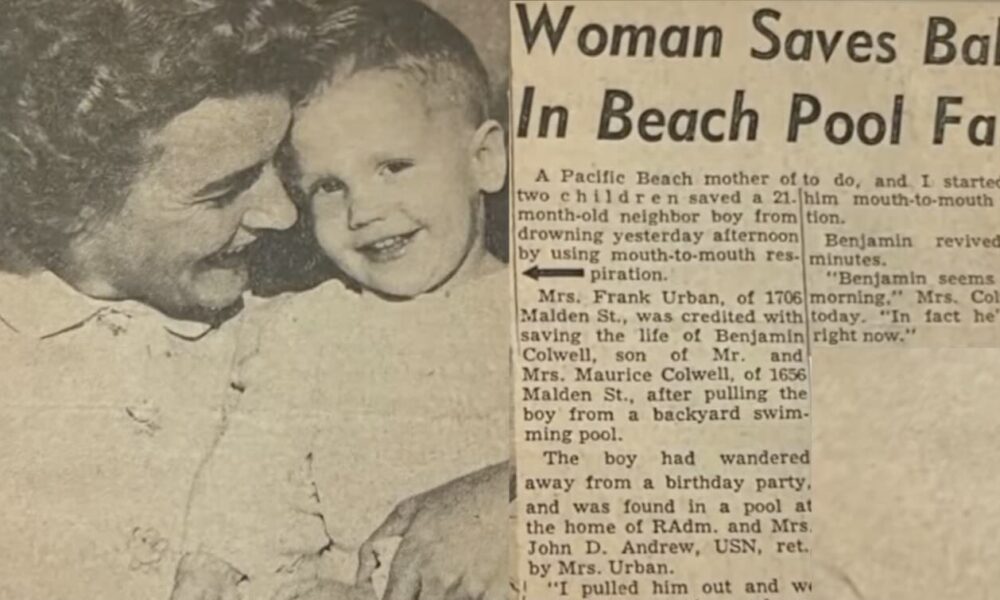 Woman Saves
In Beach Pool
A Pacific Beach mother of
two children saved a 21-
month-old neighbor boy from
drowning yesterday afternoon
by using mouth-to-mouth res-
piration.
Mrs. Frank Urban, of 1706
Malden St., was credited with
saving the life of Benjamin
Colwell, son of Mr. and
Mrs. Maurice Colwell, of 1656
Malden St., after pulling the
boy from a backyard swim-
ming pool.
The boy had wandered
away from a birthday party,
and was found in a pool at
the home of RAdm. and Mrs.
John D. Andrew, USN, ret.
by Mrs. Urban.
"I pulled him out and
to do, and I started
him mouth-to-mouth
tion.
Benjamin revived
minutes.
"Benjamin seems
morning," Mrs.
today. "In fact
right now."